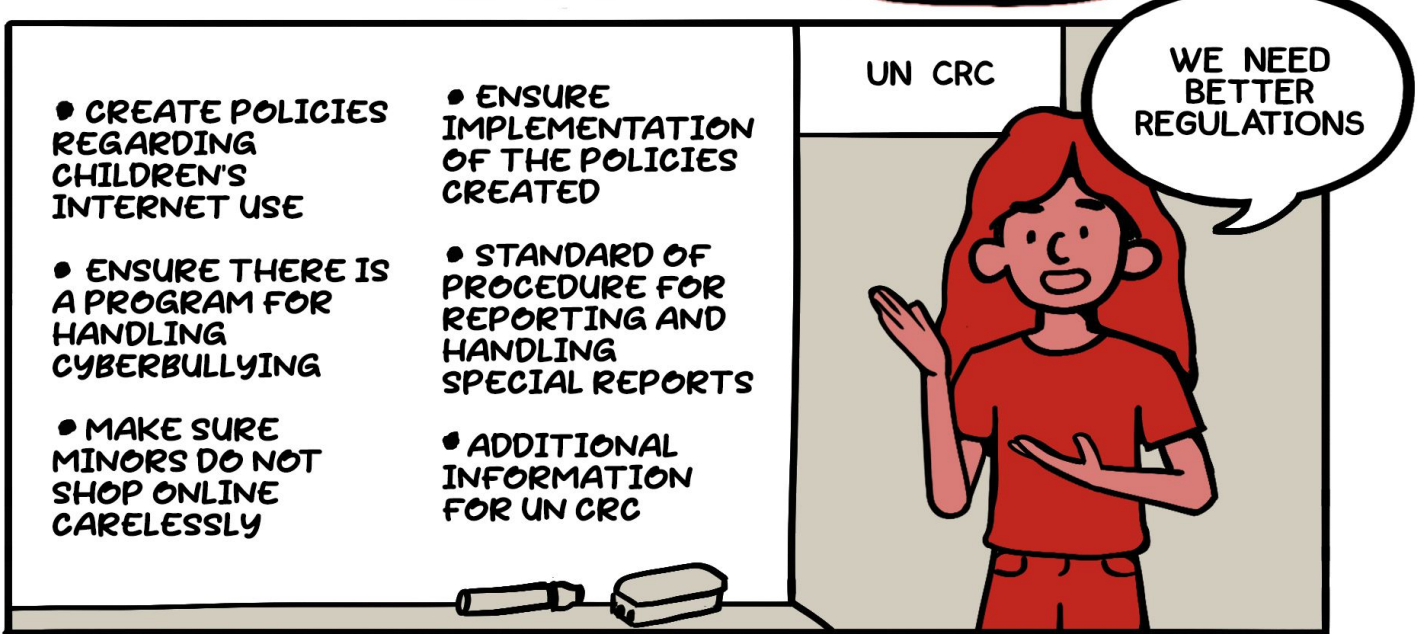 • CREATE POLICIES
REGARDING
CHILDREN'S
INTERNET USE
• ENSURE THERE IS
A PROGRAM FOR
HANDLING
CYBERBULLYING
• MAKE SURE
MINORS DO NOT
SHOP ONLINE
CARELESSLY
• ENSURE
IMPLEMENTATION
OF THE POLICIES
CREATED
• STANDARD OF
PROCEDURE FOR
REPORTING AND
HANDLING
SPECIAL REPORTS
• ADDITIONAL
INFORMATION
FOR UN CRC
UN CRC
WE NEED
BETTER
REGULATIONS